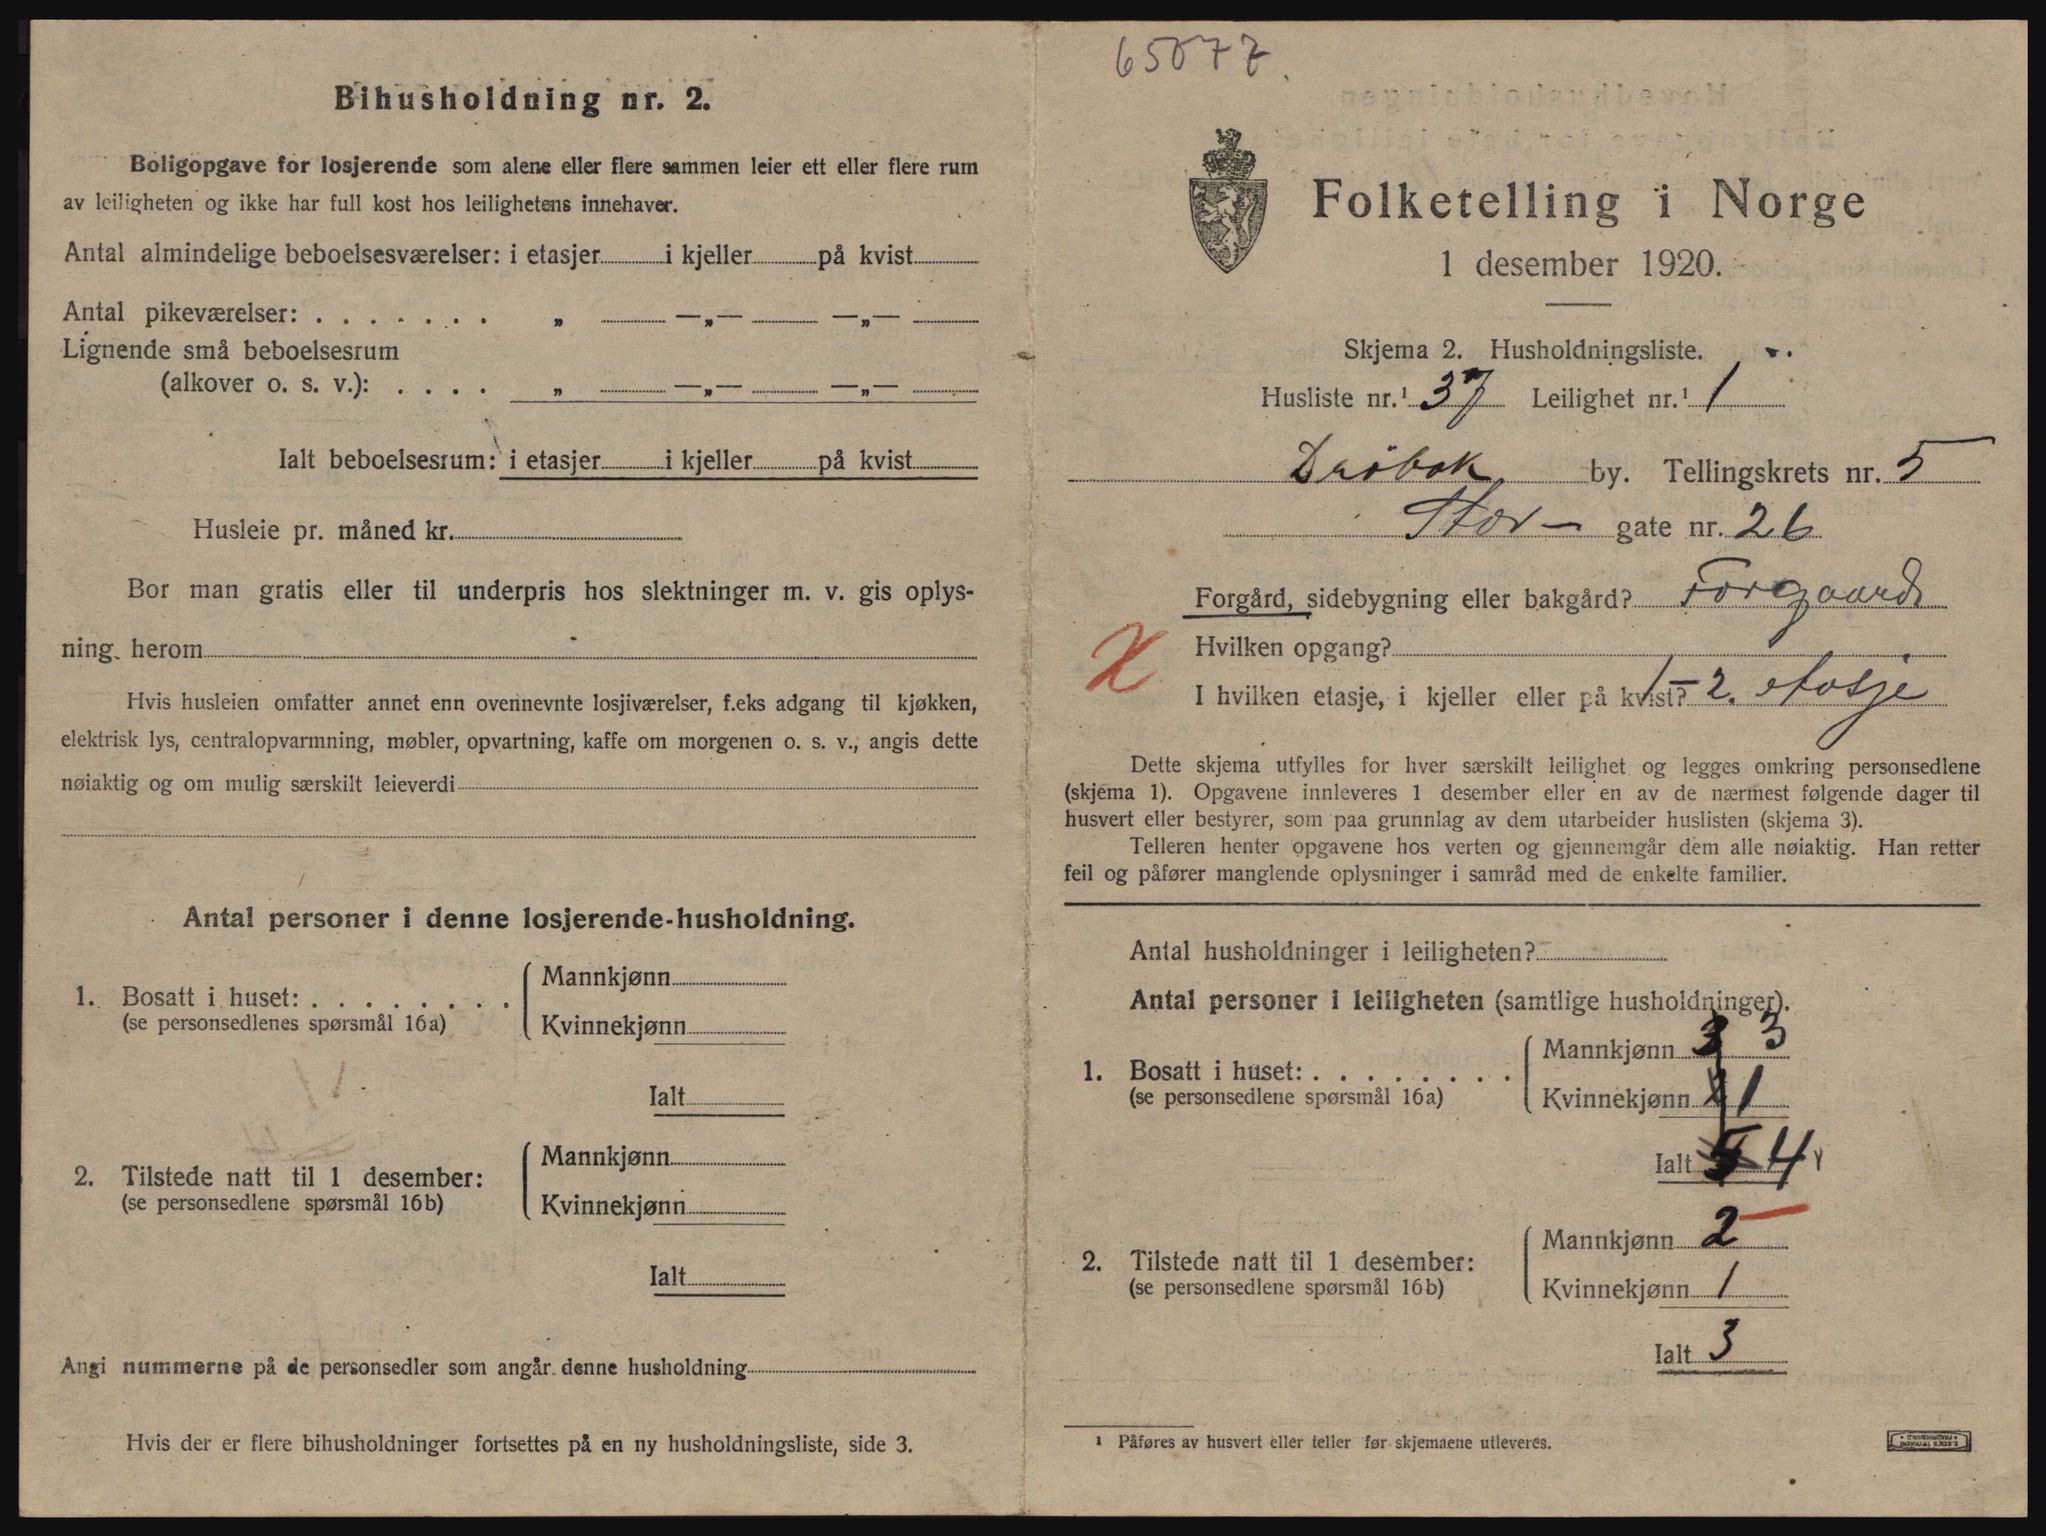 Bihusholdning nr. 2.
Boligopgave for losjerende som alene eller flere sammen leier ett eller flere rum
av leiligheten og ikke har full kost hos leilighetens innehaver.
Antal almindelige beboelsesværelser: i etasjer i kjeller på kvist
Antal pikeværelser: . . . . . . . „ —„— —„—
Lignende små beboelsesrum
(alkover o. s. v.): . . . . „ —„— —„—
Ialt beboelsesrum: i etasjer i kjeller på kvist
Husleie pr. måned kr.
Bor man gratis eller til underpris hos slektninger m. v. gis oplys-
ning herom
Hvis husleien omfatter annet enn ovennevnte losjiværelser, f.eks adgang til kjøkken,
elektrisk lys, centralopvarmning, møbler, opvartning, kaffe om morgenen o. s. v., angis dette
nøiaktig og om mulig særskilt leieverdi
Antal personer i denne losjerende-husholdning.
1. Bosatt i huset: . . . . . . . . Mannkjønn
(se personsedlenes spørsmål 16a) Kvinnekjønn
Ialt
2. Tilstede natt til 1 desember: Mannkjønn
(se personsedlene spørsmål 16b) Kvinnekjønn
Ialt
Angi nummerne på de personsedler som angår denne husholdning
Hvis der er flere bihusholdninger fortsettes på en ny husholdningsliste, side 3.
Folketelling i Norge
1 desember 1920.
Skjema 2. Husholdningsliste.
Husliste nr.¹ 37 Leilighet nr.¹ 1
Drøbak by. Tellingskrets nr. 5
Stor- gate nr. 26
Forgård, sidebygning eller bakgård? Forgaard
Hvilken opgang?
X
I hvilken etasje, i kjeller eller på kvist? 1-2. etasje
Dette skjema utfylles for hver særskilt leilighet og legges omkring personsedlene
(skjema 1). Opgavene innleveres 1 desember eller en av de nærmest følgende dager til
husvert eller bestyrer, som paa grunnlag av dem utarbeider huslisten (skjema 3).
Telleren henter opgavene hos verten og gjennemgår dem alle nøiaktig. Han retter
feil og påfører manglende oplysninger i samråd med de enkelte familier.
Antal husholdninger i leiligheten?
Antal personer i leiligheten (samtlige husholdninger).
1. Bosatt i huset: . . . . . . . . Mannkjønn 3 3
(se personsedlene spørsmål 16a) Kvinnekjønn 1
Ialt 5 4
2. Tilstede natt til 1 desember: Mannkjønn 2
(se personsedlene spørsmål 16b) Kvinnekjønn 1
Ialt 3
¹ Påføres av husvert eller teller før skjemaene utleveres.